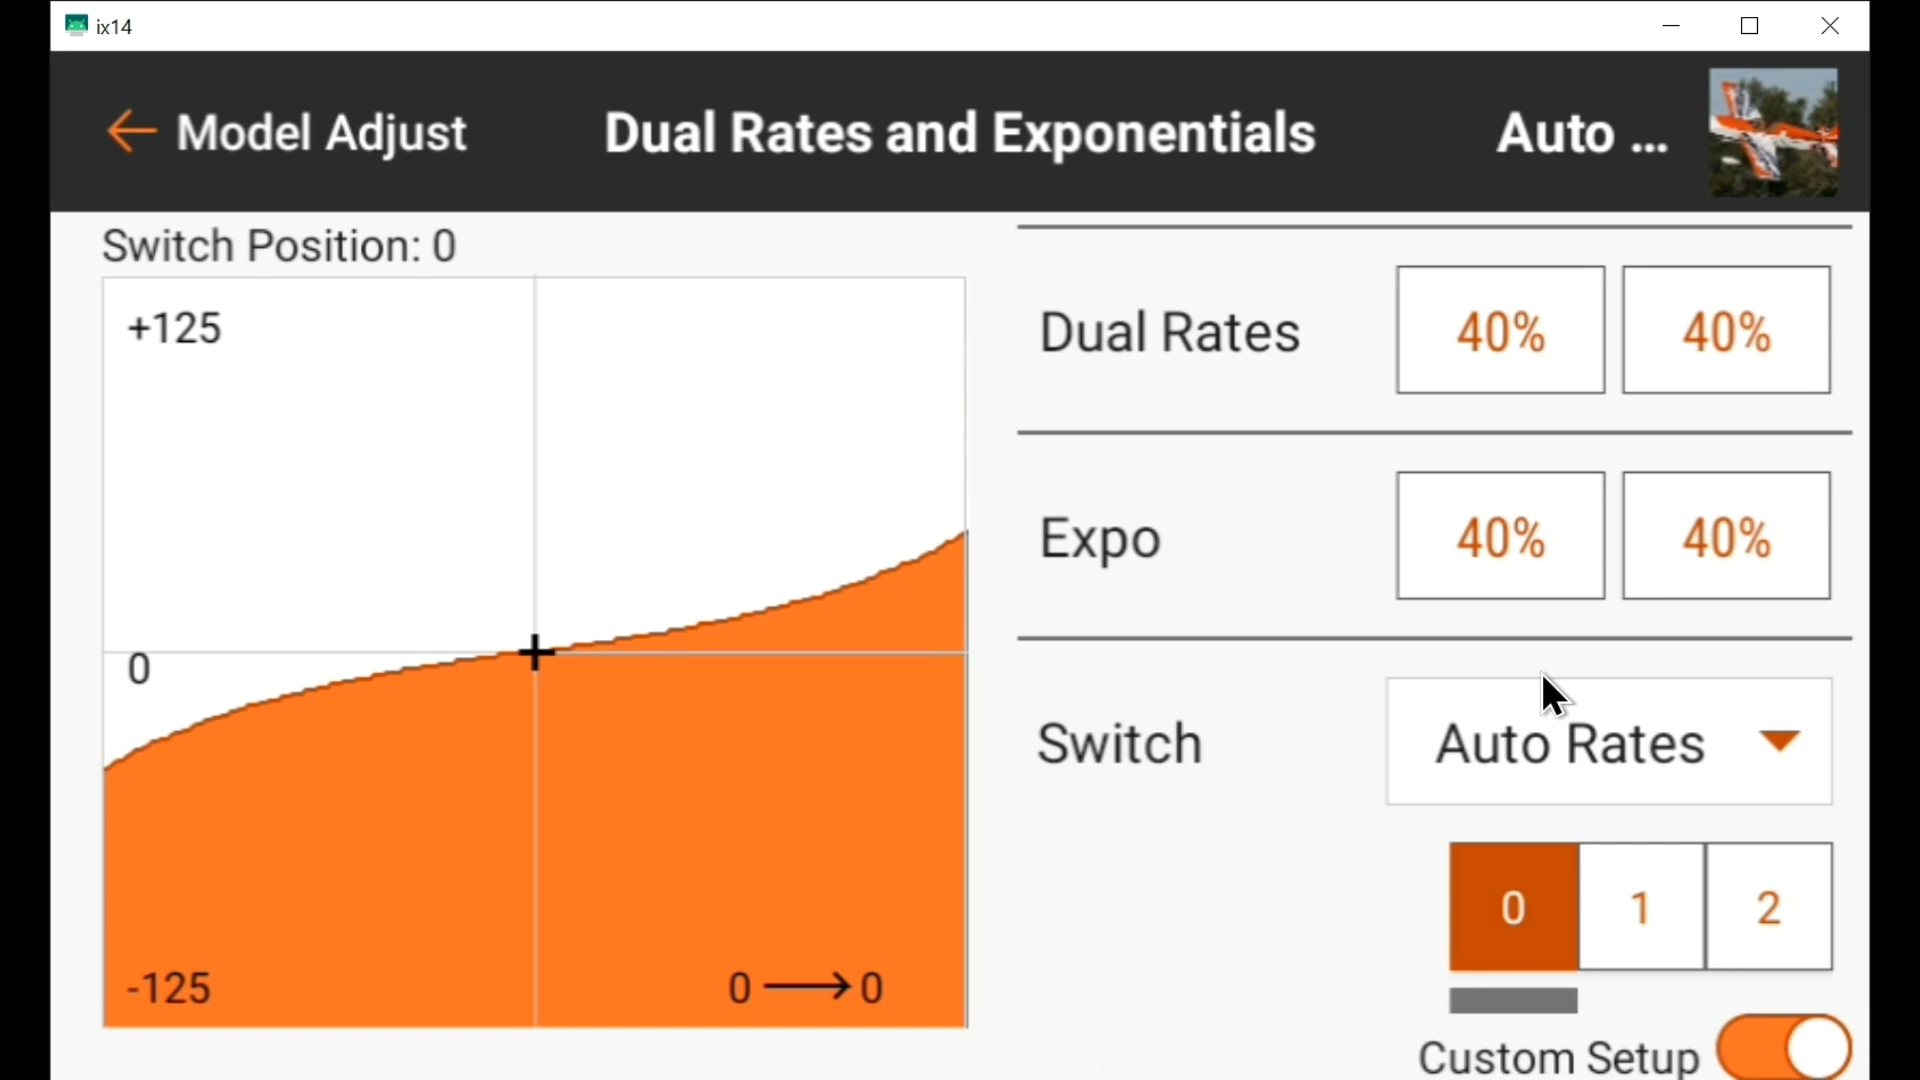 ix14
Model Adjust
Dual Rates and Exponentials
Auto ...
Switch Position: 0
+125
0
-125
0 → 0
Dual Rates
40%
40%
Expo
40%
40%
Switch
Auto Rates
0
1
2
Custom Setup